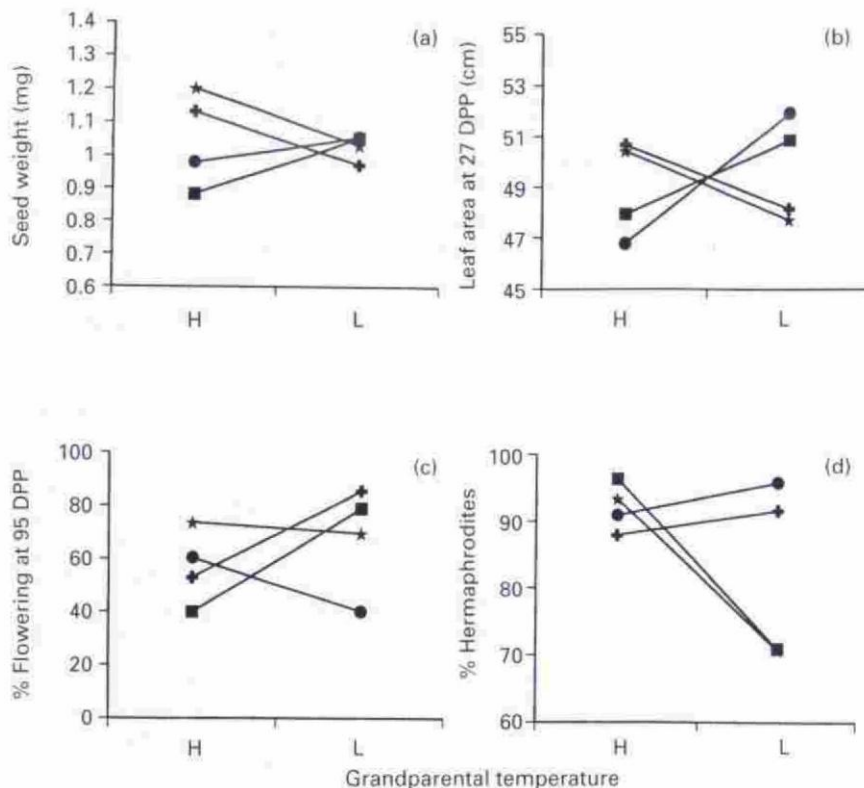 (a)
Seed weight (mg)
1.4
1.3
1.2
1.1
1
0.9
0.8
0.7
0.6
H L
(b)
Leaf area at 27 DPP (cm)
55
53
51
49
47
45
H L
(c)
% Flowering at 95 DPP
100
80
60
40
20
0
H L
(d)
% Hermaphrodites
100
90
80
70
60
H L
Grandparental temperature